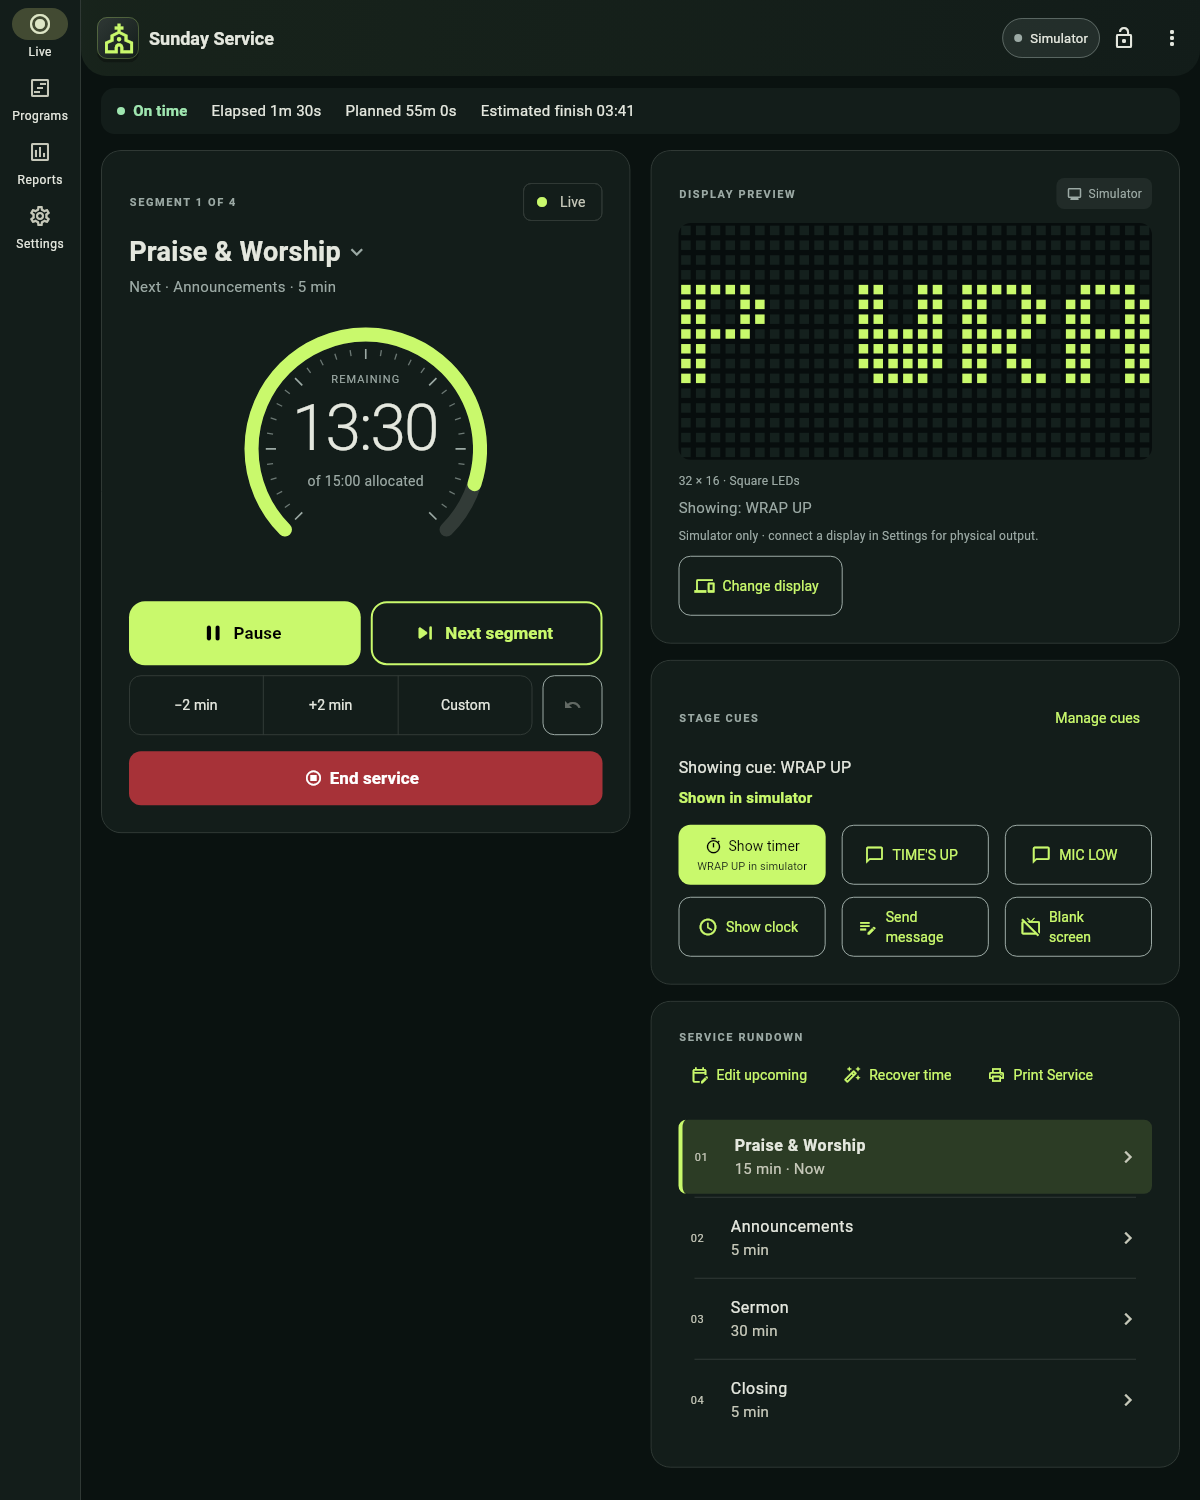 Live
Programs
Reports
Settings
Sunday Service
Simulator
On time
Elapsed 1m 30s
Planned 55m 0s
Estimated finish 03:41
SEGMENT 1 OF 4
Live
Praise & Worship
Next · Announcements · 5 min
REMAINING
13:30
of 15:00 allocated
Pause
Next segment
−2 min
+2 min
Custom
End service
DISPLAY PREVIEW
Simulator
P WRA
32 × 16 · Square LEDs
Showing: WRAP UP
Simulator only · connect a display in Settings for physical output.
Change display
STAGE CUES
Manage cues
Showing cue: WRAP UP
Shown in simulator
Show timer
WRAP UP in simulator
TIME'S UP
MIC LOW
Show clock
Send
message
Blank
screen
SERVICE RUNDOWN
Edit upcoming
Recover time
Print Service
01
Praise & Worship
15 min · Now
02
Announcements
5 min
03
Sermon
30 min
04
Closing
5 min